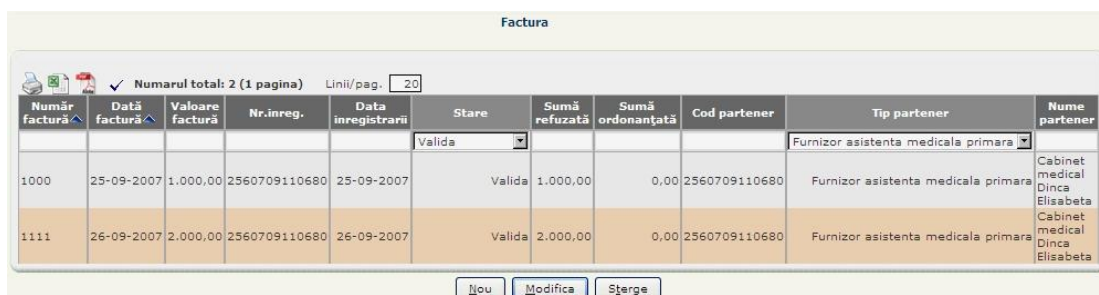 Factura
Numarul total: 2 (1 pagina) Linii/pag. 20
Număr factură Dată factură Valoare factură Nr.inreg. Data inregistrarii Stare Sumă refuzată Sumă ordonanţată Cod partener Tip partener Nume partener
Valida Furnizor asistenta medicala primara
1000 25-09-2007 1.000,00 2560709110680 25-09-2007 Valida 1.000,00 0,00 2560709110680 Furnizor asistenta medicala primara Cabinet medical Dinca Elisabeta
1111 26-09-2007 2.000,00 2560709110680 26-09-2007 Valida 2.000,00 0,00 2560709110680 Furnizor asistenta medicala primara Cabinet medical Dinca Elisabeta
Nou Modifica Sterge